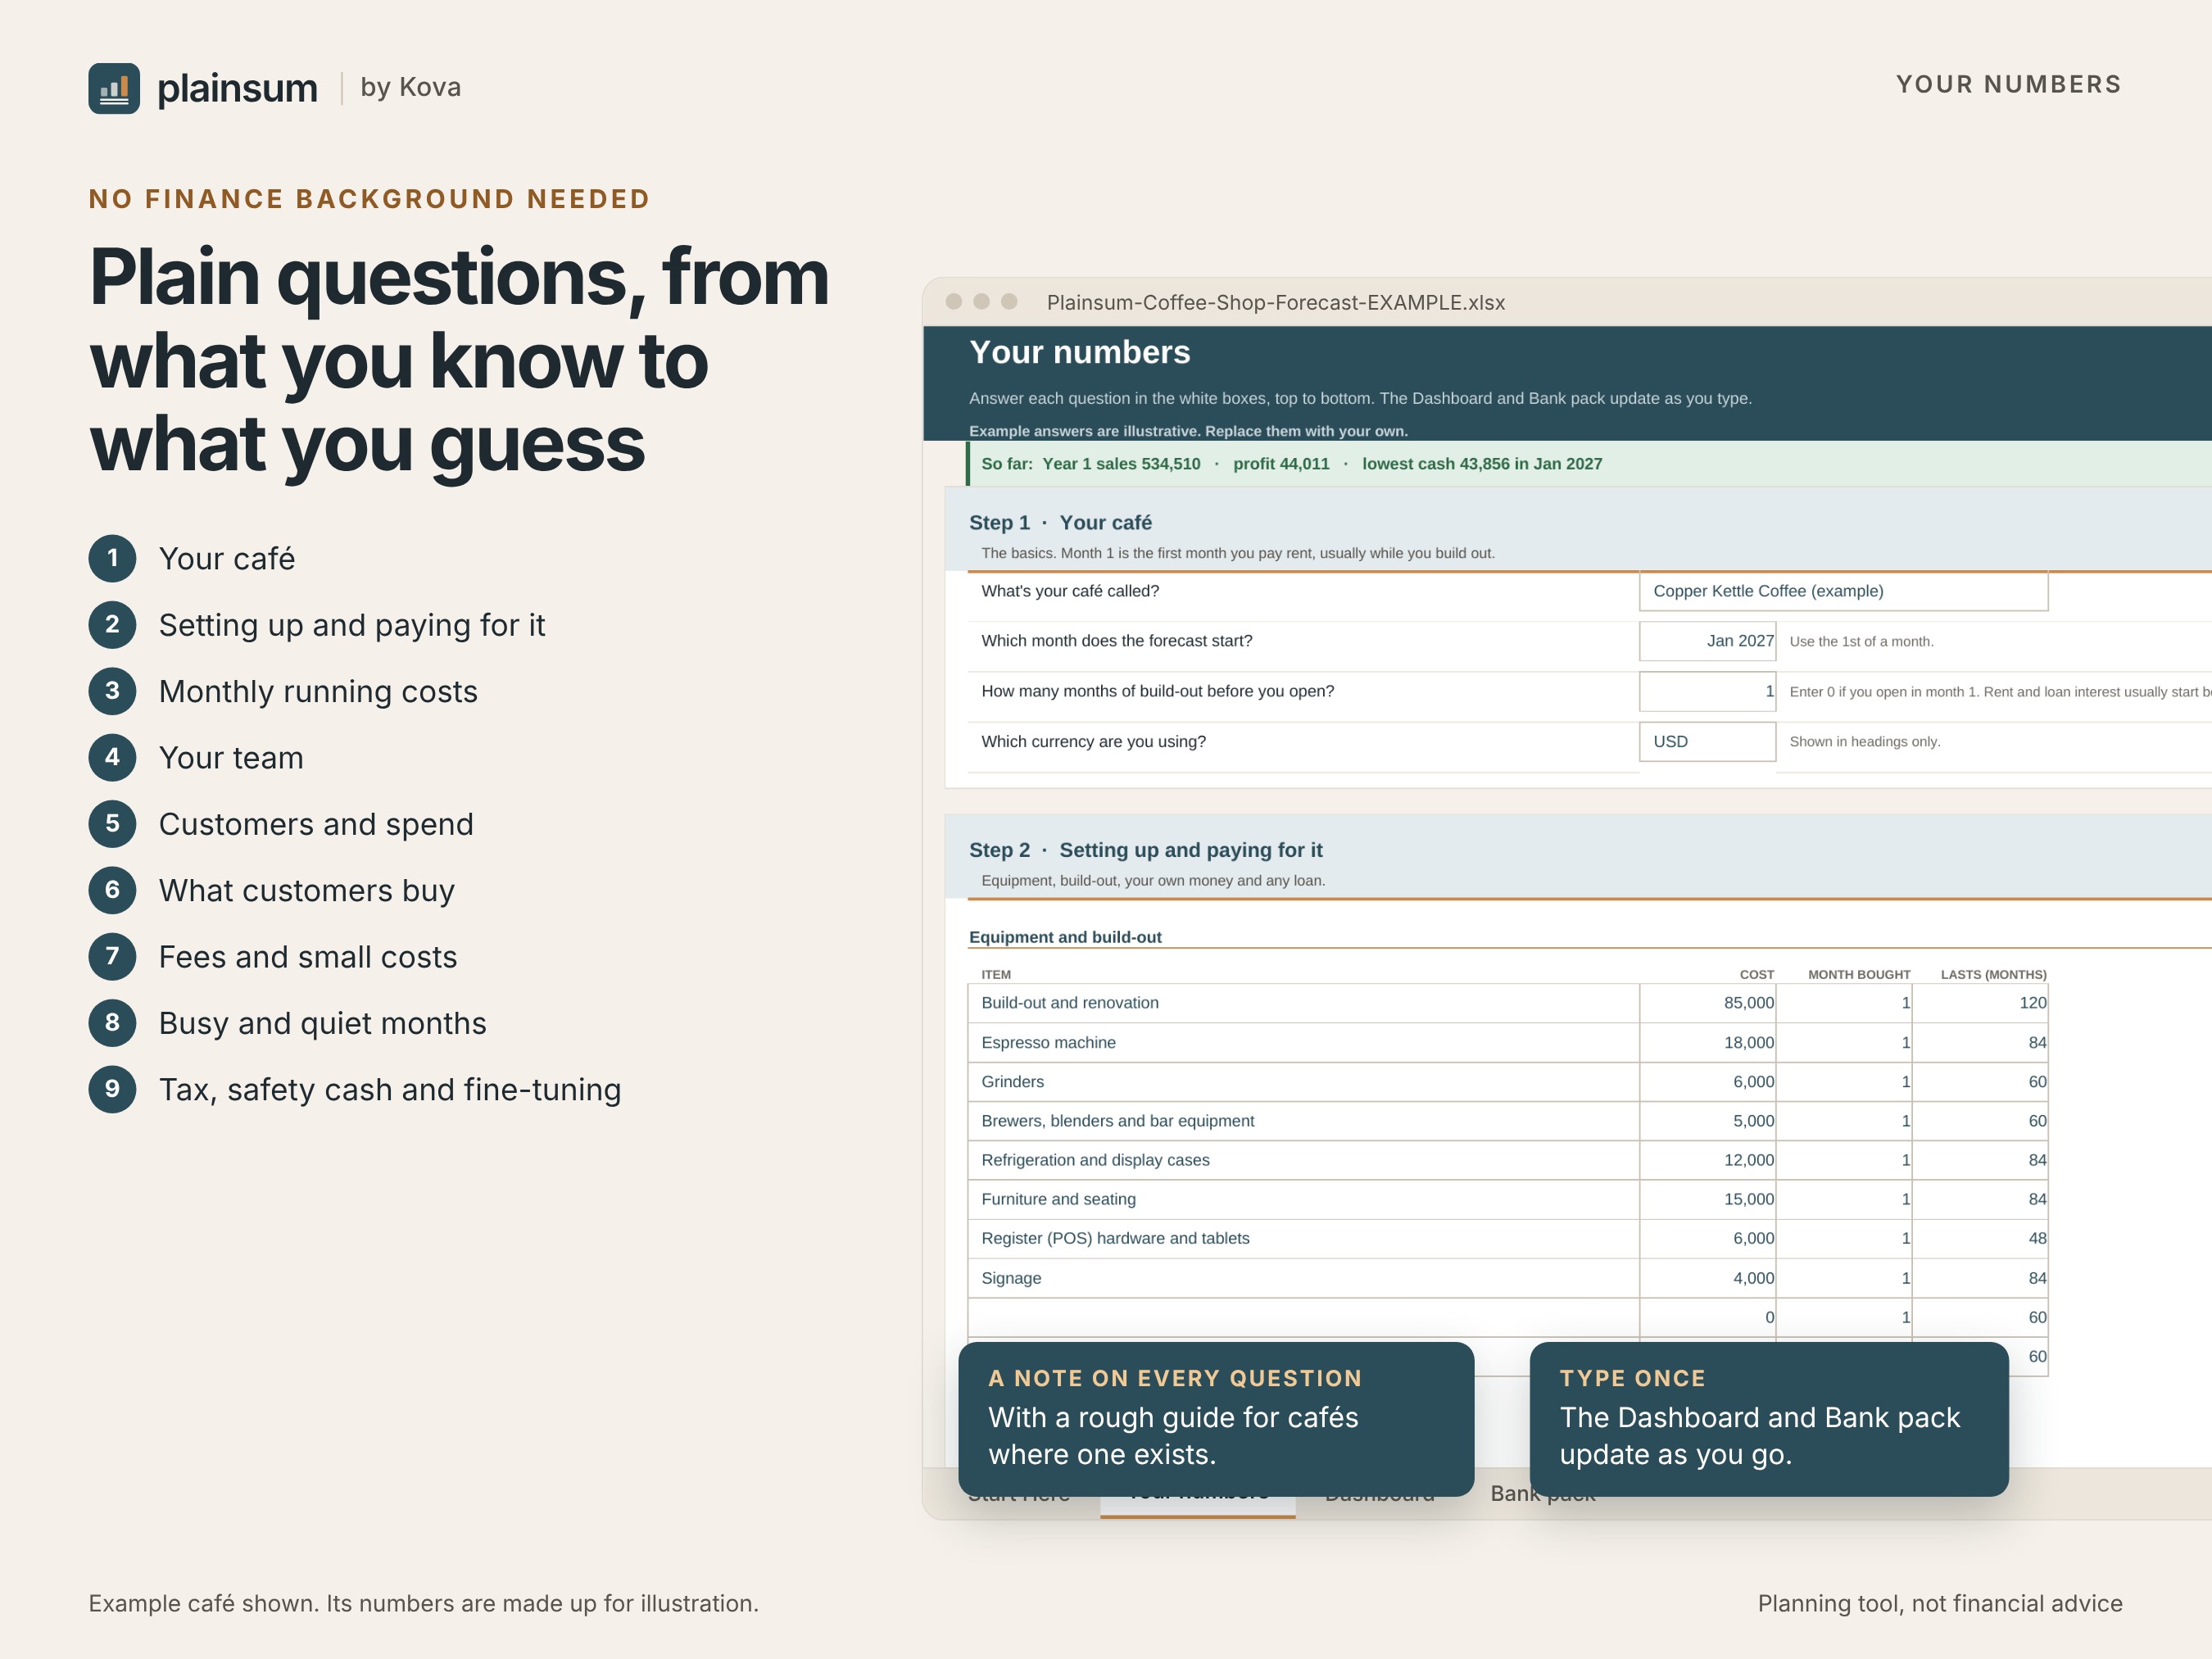 plainsum | by Kova
YOUR NUMBERS
NO FINANCE BACKGROUND NEEDED
Plain questions, from
what you know to
what you guess
1 Your café
2 Setting up and paying for it
3 Monthly running costs
4 Your team
5 Customers and spend
6 What customers buy
7 Fees and small costs
8 Busy and quiet months
9 Tax, safety cash and fine-tuning
Plainsum-Coffee-Shop-Forecast-EXAMPLE.xlsx
Your numbers
Answer each question in the white boxes, top to bottom. The Dashboard and Bank pack update as you type.
Example answers are illustrative. Replace them with your own.
So far: Year 1 sales 534,510 · profit 44,011 · lowest cash 43,856 in Jan 2027
Step 1 · Your café
The basics. Month 1 is the first month you pay rent, usually while you build out.
What's your café called? Copper Kettle Coffee (example)
Which month does the forecast start? Jan 2027 Use the 1st of a month.
How many months of build-out before you open? 1 Enter 0 if you open in month 1. Rent and loan interest usually start
Which currency are you using? USD Shown in headings only.
Step 2 · Setting up and paying for it
Equipment, build-out, your own money and any loan.
Equipment and build-out
ITEM COST MONTH BOUGHT LASTS (MONTHS)
Build-out and renovation 85,000 1 120
Espresso machine 18,000 1 84
Grinders 6,000 1 60
Brewers, blenders and bar equipment 5,000 1 60
Refrigeration and display cases 12,000 1 84
Furniture and seating 15,000 1 84
Register (POS) hardware and tablets 6,000 1 48
Signage 4,000 1 84
0 1 60
60
A NOTE ON EVERY QUESTION
With a rough guide for cafés
where one exists.
TYPE ONCE
The Dashboard and Bank pack
update as you go.
Start Here Your numbers Dashboard Bank pack
Example café shown. Its numbers are made up for illustration.
Planning tool, not financial advice